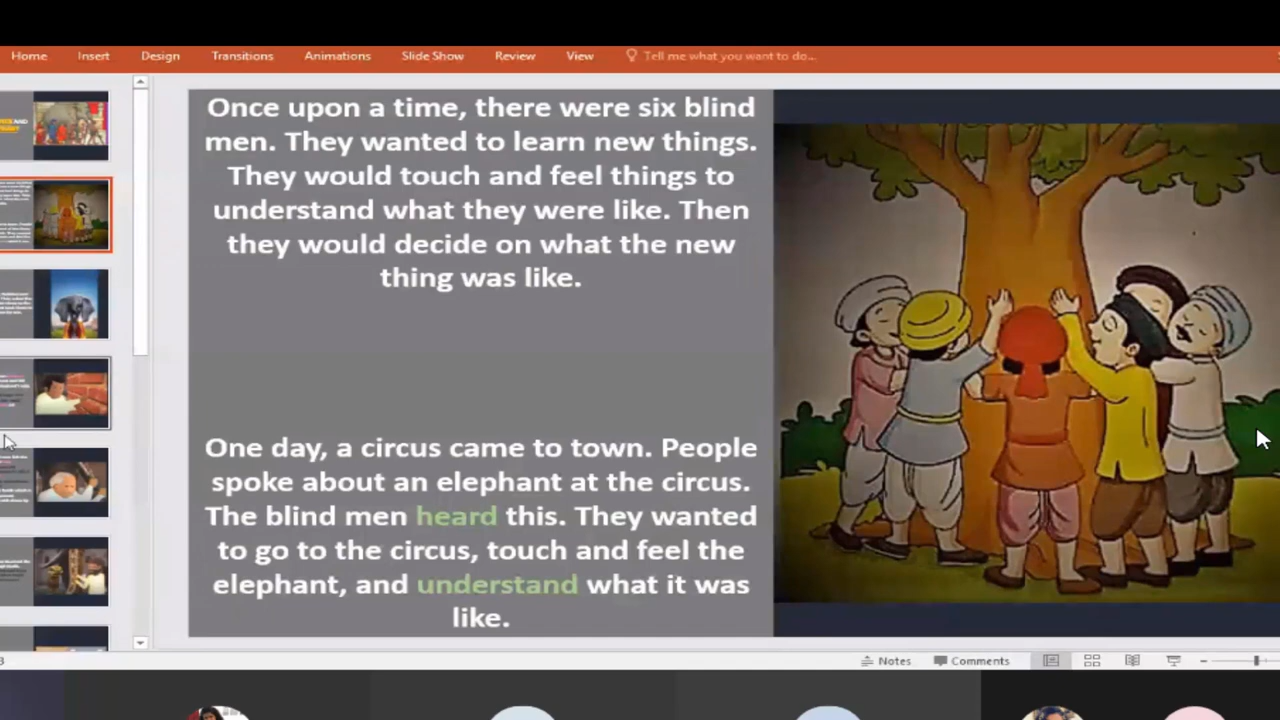 Home Insert Design Transitions Animations Slide Show Review View Tell me what you want to do...
Once upon a time, there were six blind
men. They wanted to learn new things.
They would touch and feel things to
understand what they were like. Then
they would decide on what the new
thing was like.
One day, a circus came to town. People
spoke about an elephant at the circus.
The blind men heard this. They wanted
to go to the circus, touch and feel the
elephant, and understand what it was
like.
Notes Comments